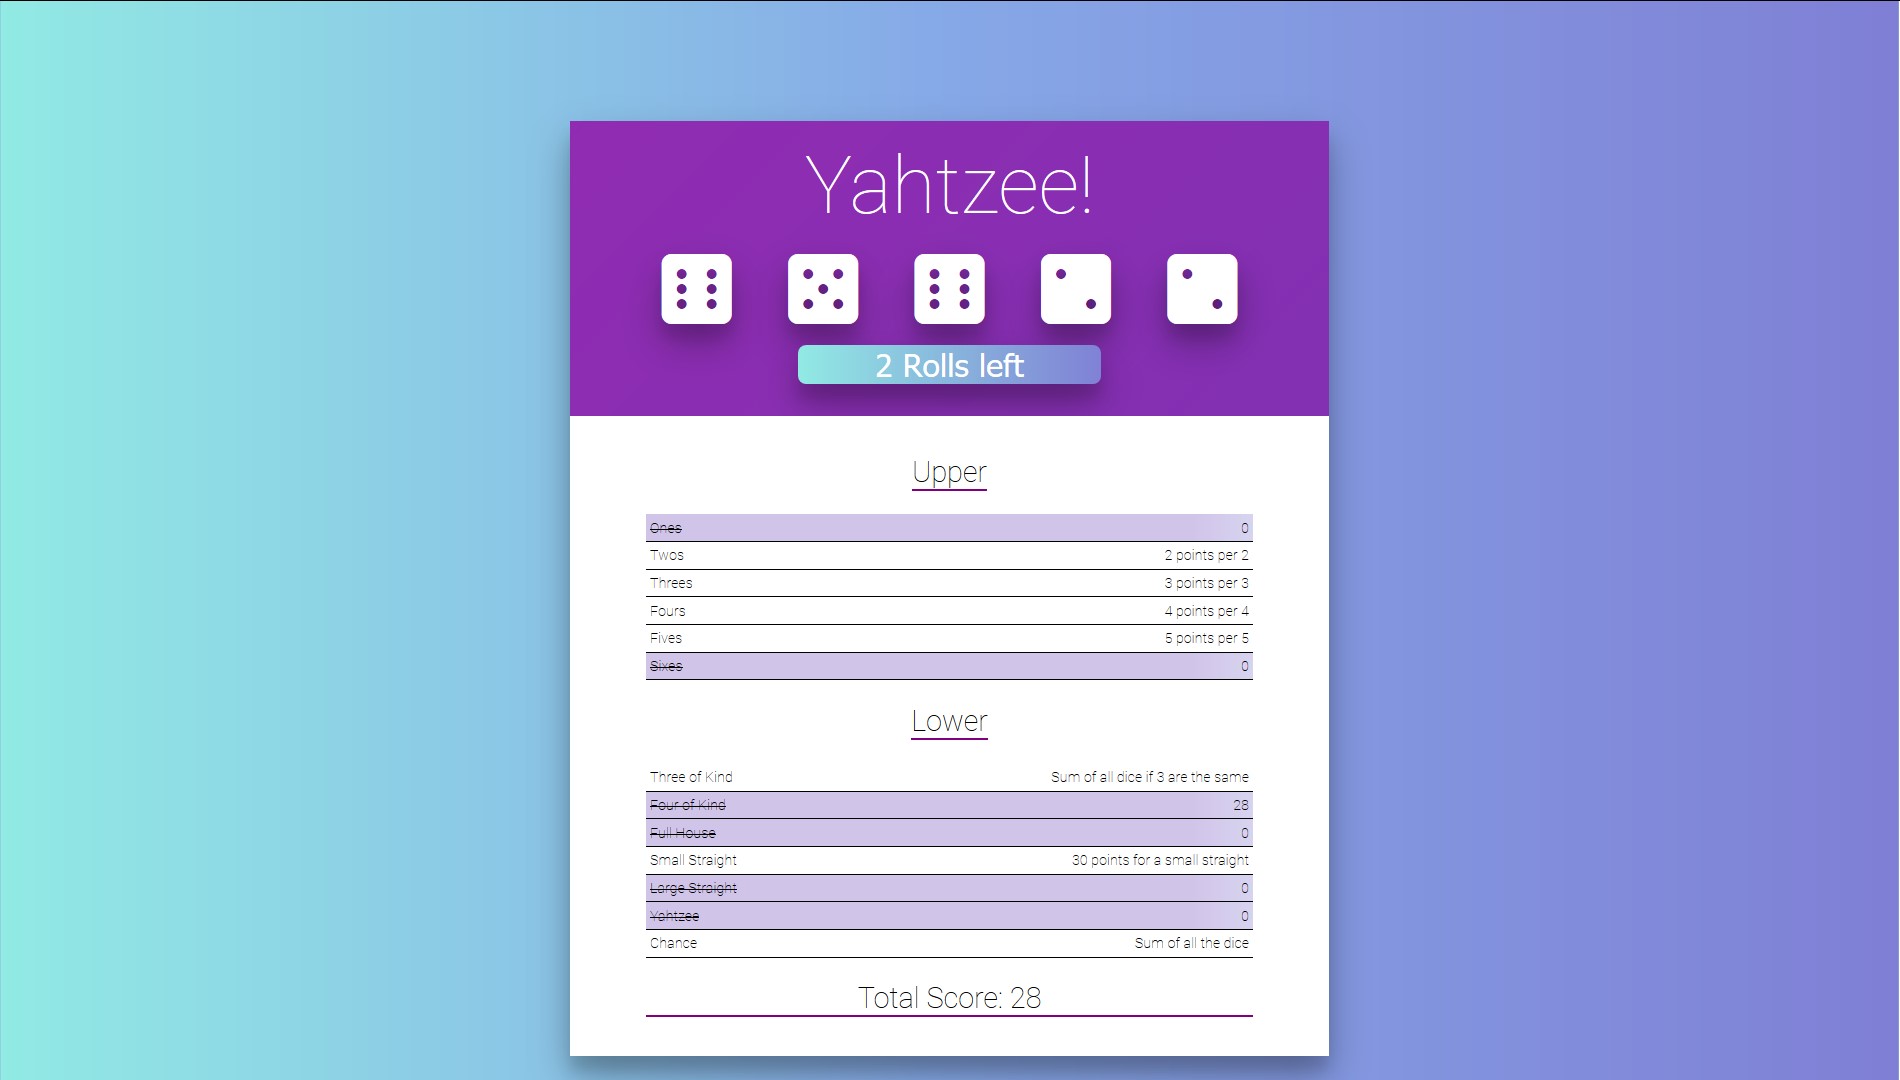 Yahtzee!
2 Rolls left
Upper
Ones 0
Twos 2 points per 2
Threes 3 points per 3
Fours 4 points per 4
Fives 5 points per 5
Sixes 0
Lower
Three of Kind Sum of all dice if 3 are the same
Four of Kind 28
Full House 0
Small Straight 30 points for a small straight
Large Straight 0
Yahtzee 0
Chance Sum of all the dice
Total Score: 28